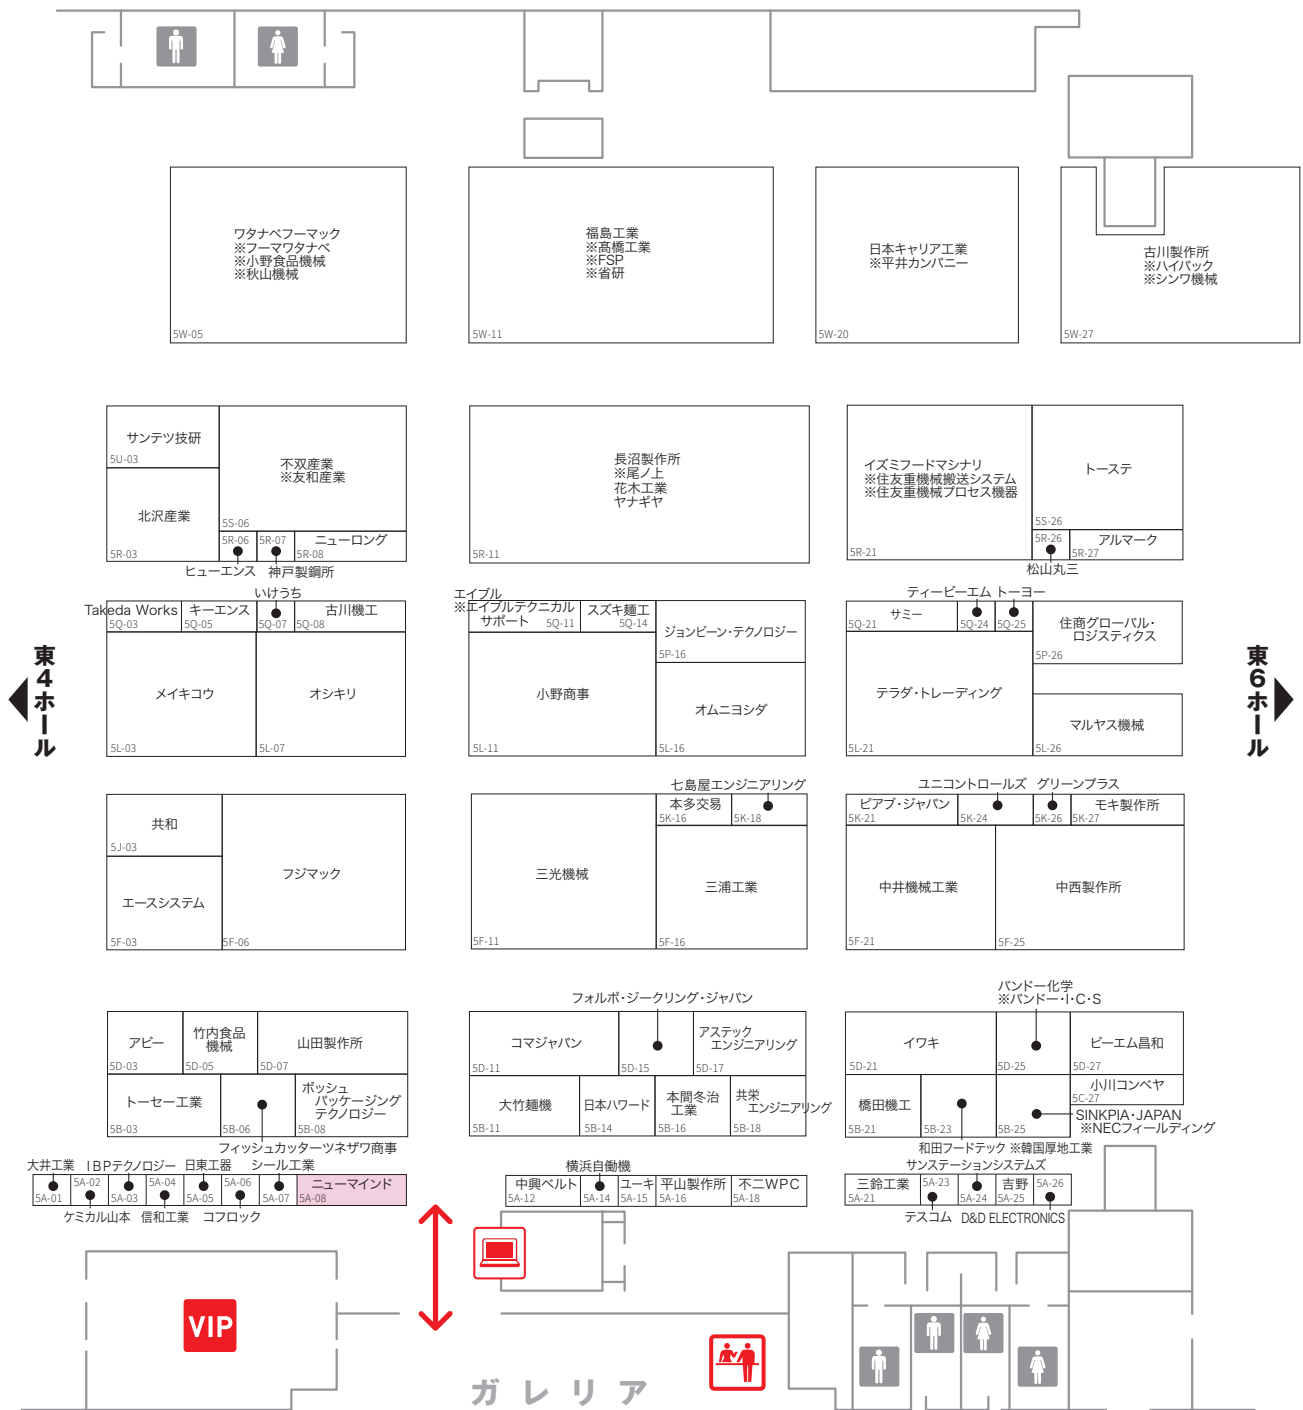 ワタナベフーマック
※フーマワタナベ
※小野食品機械
※秋山機械
5W-05
福島工業
※髙橋工業
※FSP
※省研
5W-11
日本キャリア工業
※平井カンパニー
5W-20
古川製作所
※ハイパック
※シンワ機械
5W-27
サンテツ技研
5U-03
不双産業
※友和産業
5S-06
北沢産業
5R-03
5R-06
5R-07
ニューロング
5R-08
ヒューエンス
神戸製鋼所
長沼製作所
※尾ノ上
花木工業
ヤナギヤ
5R-11
イズミフードマシナリ
※住友重機械搬送システム
※住友重機械プロセス機器
5R-21
トーステ
5S-26
5R-26
アルマーク
5R-27
松山丸三
いけうち
Takeda Works
5Q-03
キーエンス
5Q-05
5Q-07
古川機工
5Q-08
エイブル
※エイブルテクニカル
サポート
5Q-11
スズキ麺工
5Q-14
ジョンビーン・テクノロジー
5P-16
ティービーエム
トーヨー
サミー
5Q-21
5Q-24
5Q-25
住商グローバル・
ロジスティクス
5P-26
東4ホール
メイキコウ
5L-03
オシキリ
5L-07
小野商事
5L-11
オムニヨシダ
5L-16
テラダ・トレーディング
5L-21
マルヤス機械
5L-26
東6ホール
共和
5J-03
エースシステム
5F-03
フジマック
5F-06
三光機械
5F-11
七島屋エンジニアリング
本多交易
5K-16
5K-18
三浦工業
5F-16
ユニコントロールズ
グリーンプラス
ピアブ・ジャパン
5K-21
5K-24
5K-26
モキ製作所
5K-27
中井機械工業
5F-21
中西製作所
5F-25
アビー
5D-03
竹内食品
機械
5D-05
山田製作所
5D-07
トーセー工業
5B-03
5B-06
ボッシュ
パッケージング
テクノロジー
5B-08
フィッシュカッターツネザワ商事
フォルボ・ジークリング・ジャパン
コマジャパン
5D-11
5D-15
アステック
エンジニアリング
5D-17
大竹麺機
5B-11
日本ハワード
5B-14
本間冬治
工業
5B-16
共栄
エンジニアリング
5B-18
バンドー化学
※バンドー・I・C・S
イワキ
5D-21
5D-25
ビーエム昌和
5D-27
橋田機工
5B-21
5B-23
5B-25
小川コンベヤ
5C-27
SINKPIA・JAPAN
※NECフィールディング
和田フードテック ※韓国厚地工業
大井工業
IBPテクノロジー
日東工器
シール工業
5A-01
5A-02
5A-03
5A-04
5A-05
5A-06
5A-07
ニューマインド
5A-08
ケミカル山本
信和工業
コフロック
横浜自働機
中興ベルト
5A-12
5A-14
ユーキ
5A-15
平山製作所
5A-16
不二WPC
5A-18
サンステーションシステムズ
三鈴工業
5A-21
5A-23
5A-24
吉野
5A-25
5A-26
テスコム
D&D ELECTRONICS
VIP
ガレリア